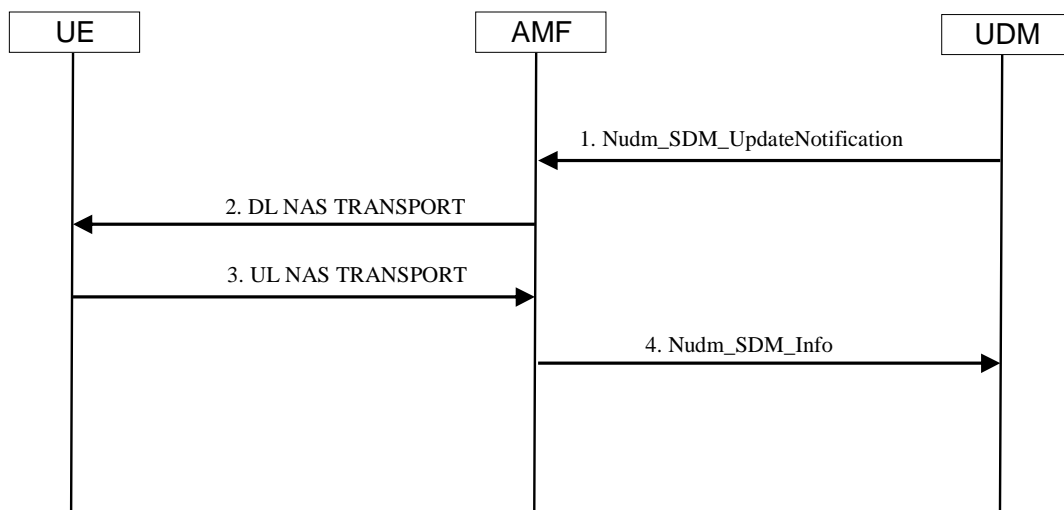 UE
AMF
UDM
1. Nudm_SDM_UpdateNotification
2. DL NAS TRANSPORT
3. UL NAS TRANSPORT
4. Nudm_SDM_Info